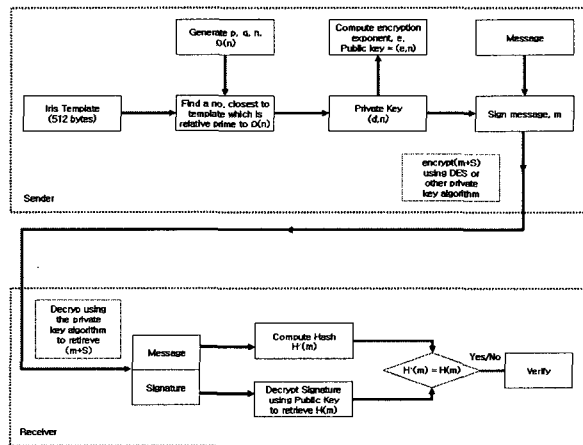 Generate p, q, n,
O(n)
Compute encryption
exponent, e,
Public key = (e,n)
Message
Iris Template
(512 bytes)
Find a no, closest to
template which is
relative prime to O(n)
Private Key
(d,n)
Sign message, m
encrypt(m+S)
using DES or
other private
key algorithm
Sender
Decryp using
the private
key algorithm
to retireve
(m+S)
Message
Signature
Compute Hash
H'(m)
Decrypt Signature
using Public Key
to retrieve H(m)
H'(m) = H(m)
Yes/No
Verify
Receiver